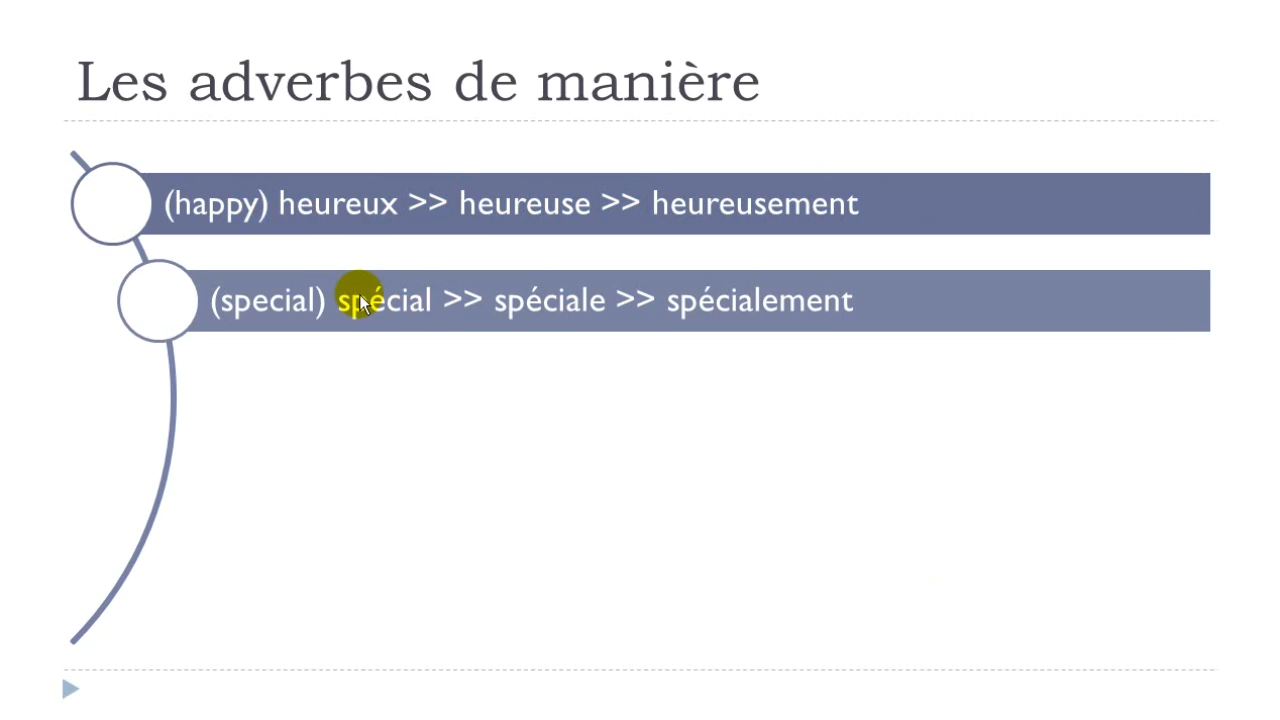 Les adverbes de manière
(happy) heureux >> heureuse >> heureusement
(special) spécial >> spéciale >> spécialement